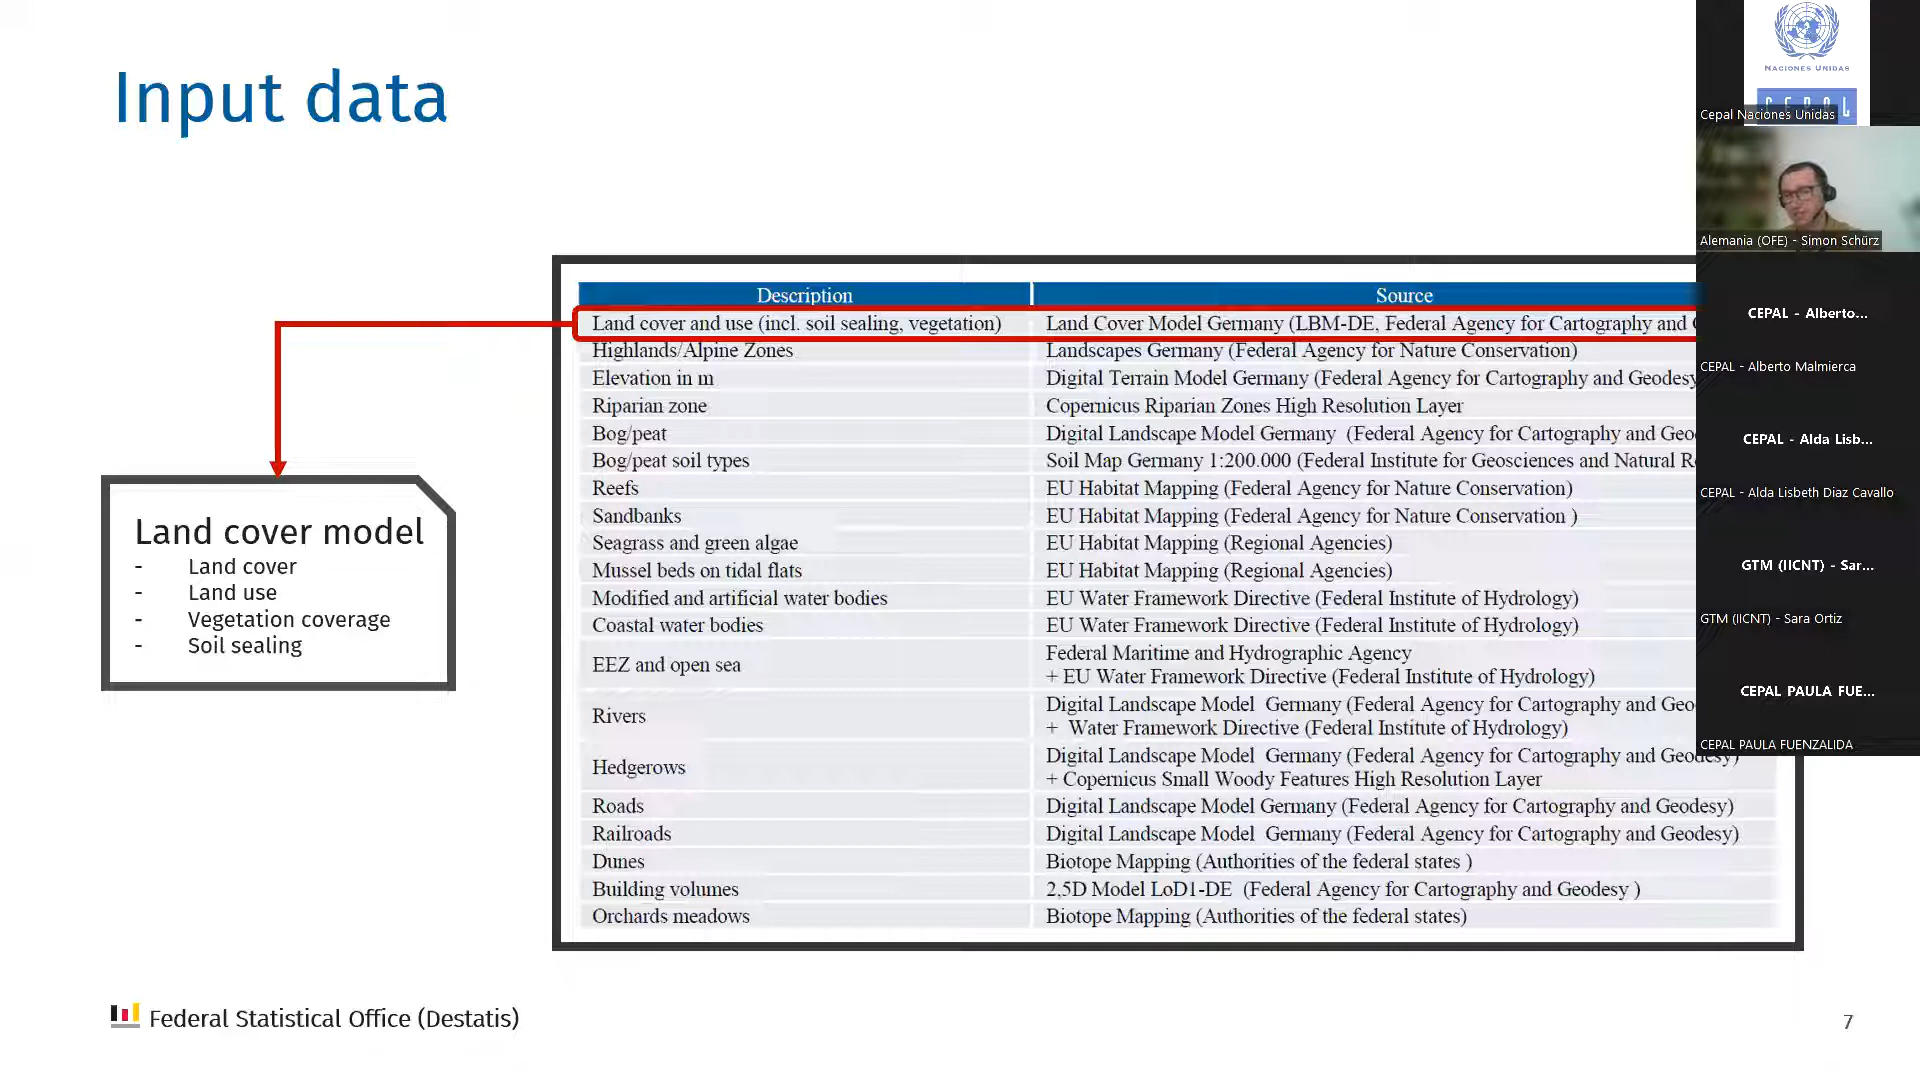 Input data
Description Source
Land cover and use (incl. soil sealing, vegetation) Land Cover Model Germany (LBM-DE, Federal Agency for Cartography and
Highlands/Alpine Zones Landscapes Germany (Federal Agency for Nature Conservation)
Elevation in m Digital Terrain Model Germany (Federal Agency for Cartography and Geodesy
Riparian zone Copernicus Riparian Zones High Resolution Layer
Bog/peat Digital Landscape Model Germany (Federal Agency for Cartography and Geo
Bog/peat soil types Soil Map Germany 1:200.000 (Federal Institute for Geosciences and Natural R
Reefs EU Habitat Mapping (Federal Agency for Nature Conservation)
Sandbanks EU Habitat Mapping (Federal Agency for Nature Conservation )
Seagrass and green algae EU Habitat Mapping (Regional Agencies)
Mussel beds on tidal flats EU Habitat Mapping (Regional Agencies)
Modified and artificial water bodies EU Water Framework Directive (Federal Institute of Hydrology)
Coastal water bodies EU Water Framework Directive (Federal Institute of Hydrology)
EEZ and open sea Federal Maritime and Hydrographic Agency
+ EU Water Framework Directive (Federal Institute of Hydrology)
Rivers Digital Landscape Model Germany (Federal Agency for Cartography and Geo
+ Water Framework Directive (Federal Institute of Hydrology)
Hedgerows Digital Landscape Model Germany (Federal Agency for Cartography and Geodesy)
+ Copernicus Small Woody Features High Resolution Layer
Roads Digital Landscape Model Germany (Federal Agency for Cartography and Geodesy)
Railroads Digital Landscape Model Germany (Federal Agency for Cartography and Geodesy)
Dunes Biotope Mapping (Authorities of the federal states )
Building volumes 2,5D Model LoD1-DE (Federal Agency for Cartography and Geodesy )
Orchards meadows Biotope Mapping (Authorities of the federal states)
Land cover model
- Land cover
- Land use
- Vegetation coverage
- Soil sealing
Federal Statistical Office (Destatis)
7
NACIONES UNIDAS
CEPAL
Cepal Naciones Unidas
Alemania (OFE) - Simon Schürz
CEPAL - Alberto...
CEPAL - Alberto Malmierca
CEPAL - Alda Lisb...
CEPAL - Alda Lisbeth Diaz Cavallo
GTM (IICNT) - Sar...
GTM (IICNT) - Sara Ortiz
CEPAL PAULA FUE...
CEPAL PAULA FUENZALIDA